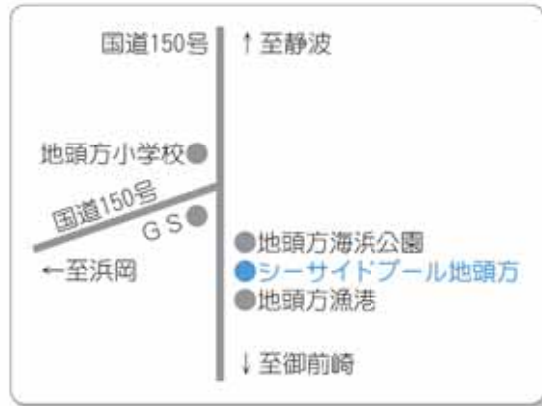 国道150号
↑至静波
地頭方小学校
国道150号
GS
←至浜岡
地頭方海浜公園
シーサイドプール地頭方
地頭方漁港
↓至御前崎